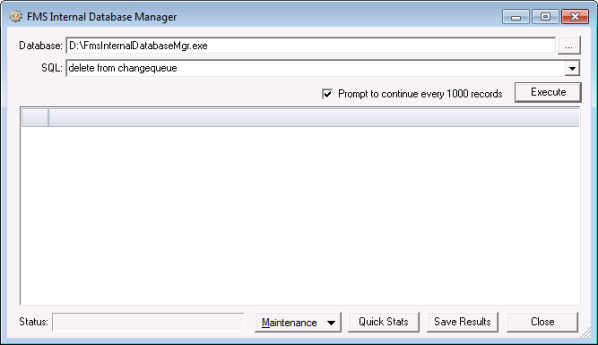 FMS Internal Database Manager
Database: D:\FmsInternalDatabaseMgr.exe ...
SQL: delete from changequeue
Prompt to continue every 1000 records Execute
Status: Maintenance Quick Stats Save Results Close